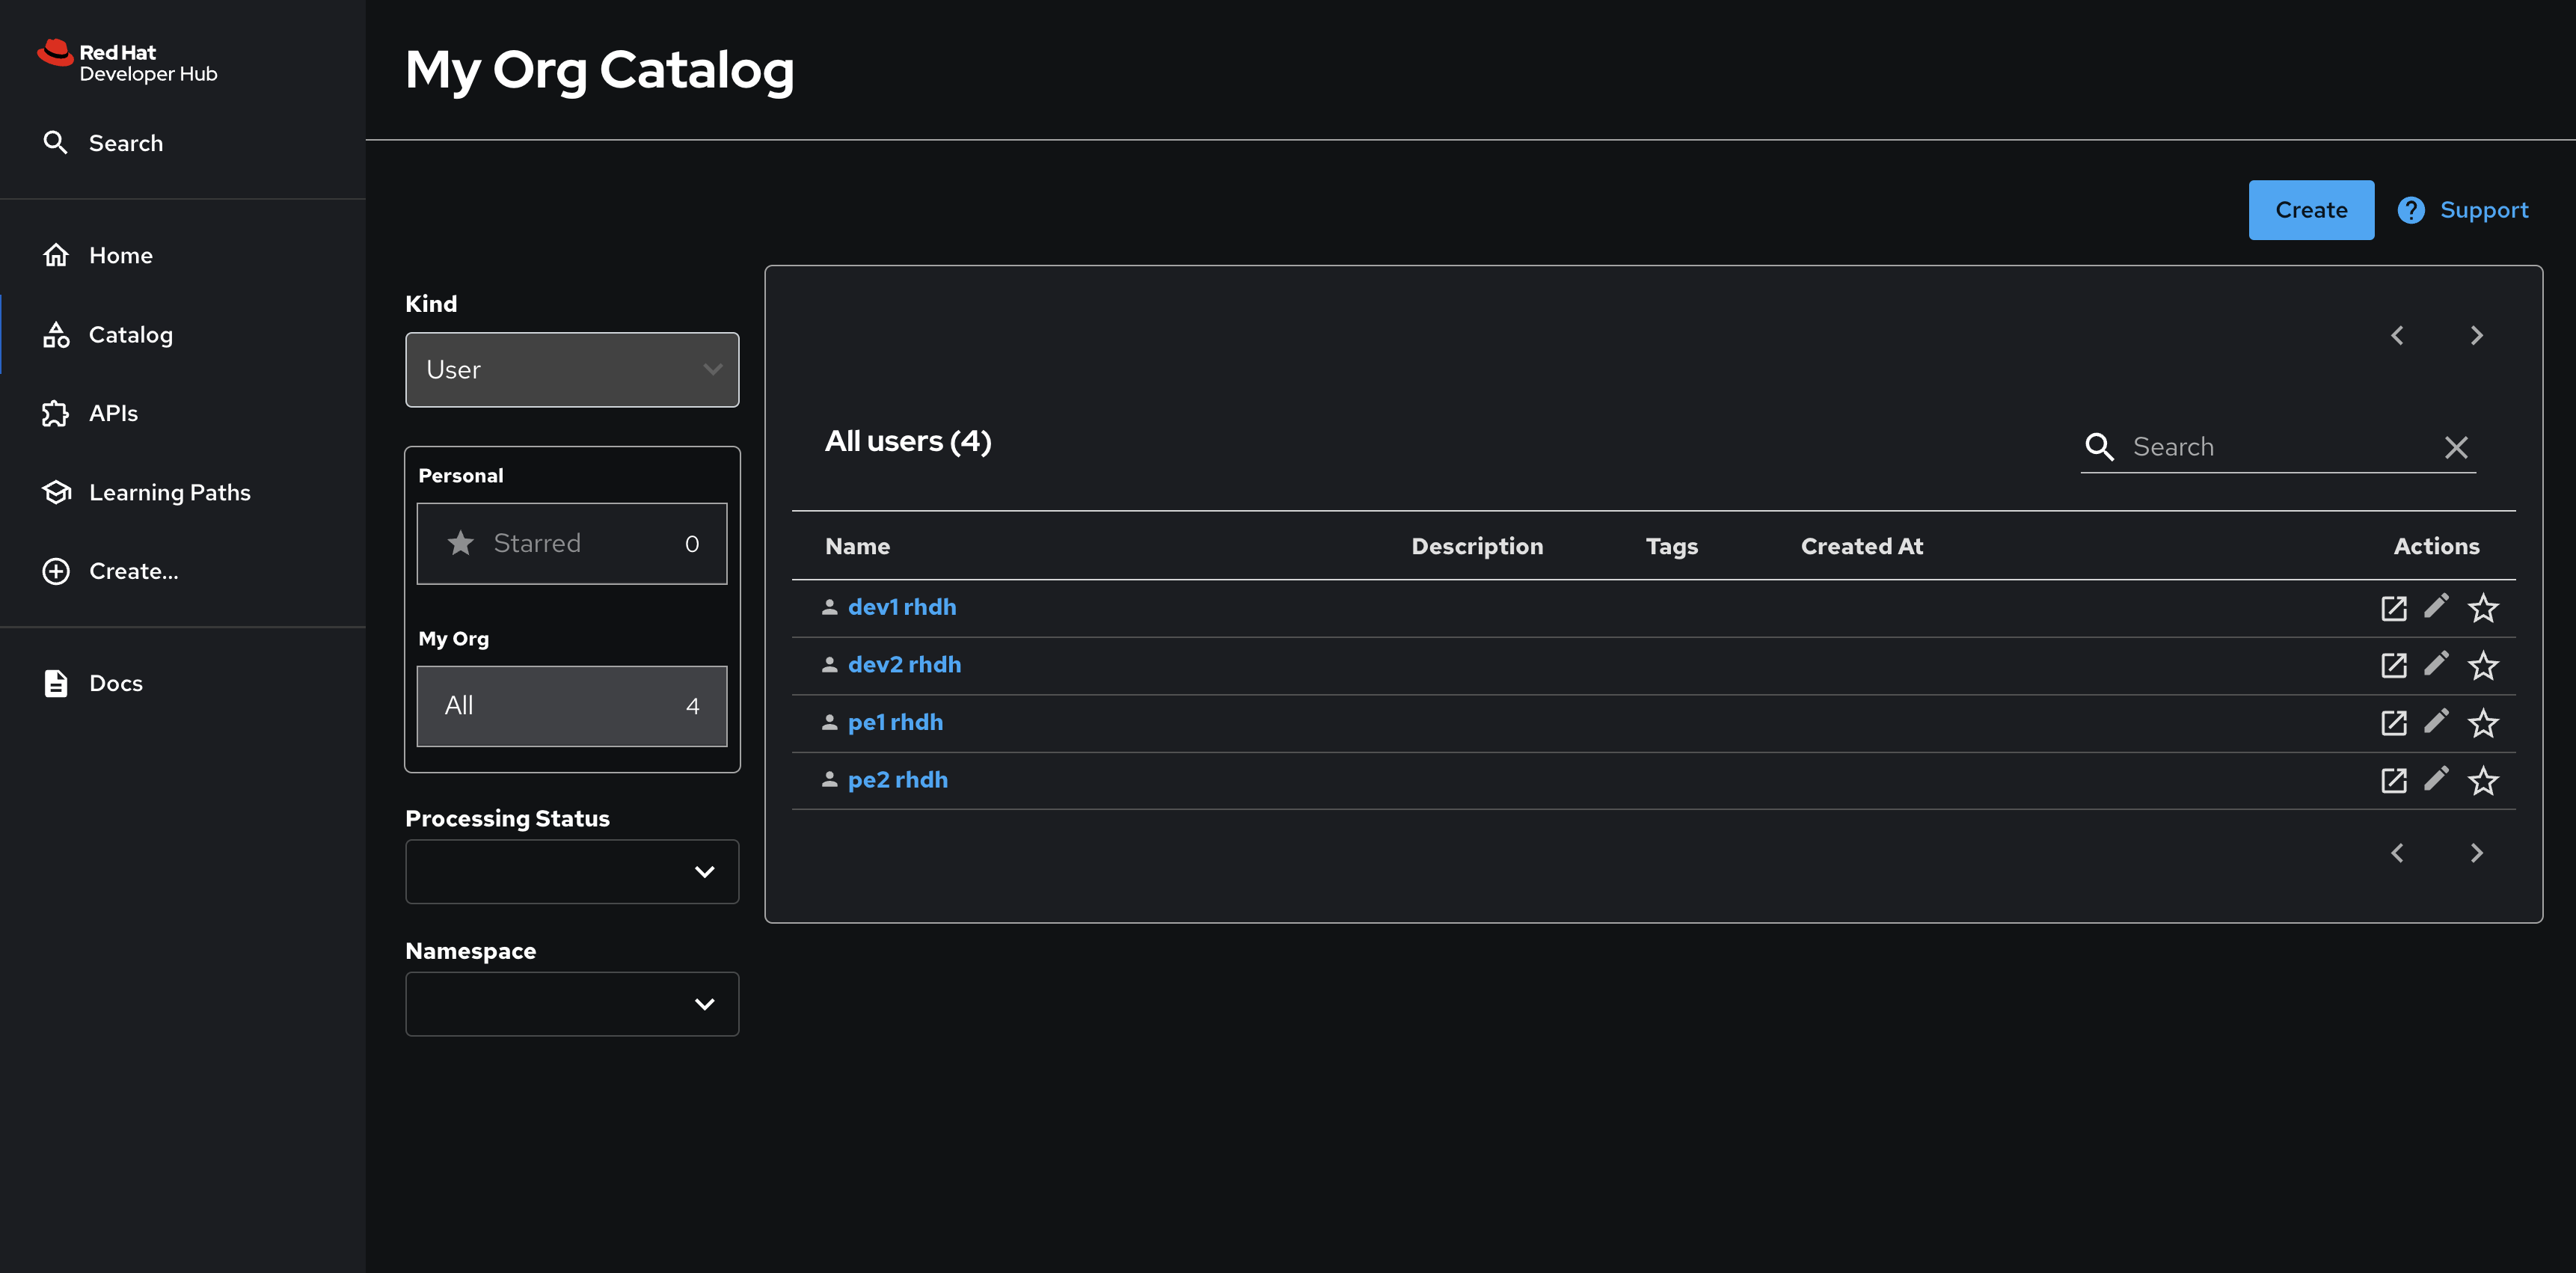 Red Hat
Developer Hub
Search
Home
Catalog
APIs
Learning Paths
Create...
Docs
My Org Catalog
Create
Support
Kind
User
Personal
Starred 0
My Org
All 4
Processing Status
Namespace
All users (4)
Search
Name Description Tags Created At Actions
dev1 rhdh
dev2 rhdh
pe1 rhdh
pe2 rhdh